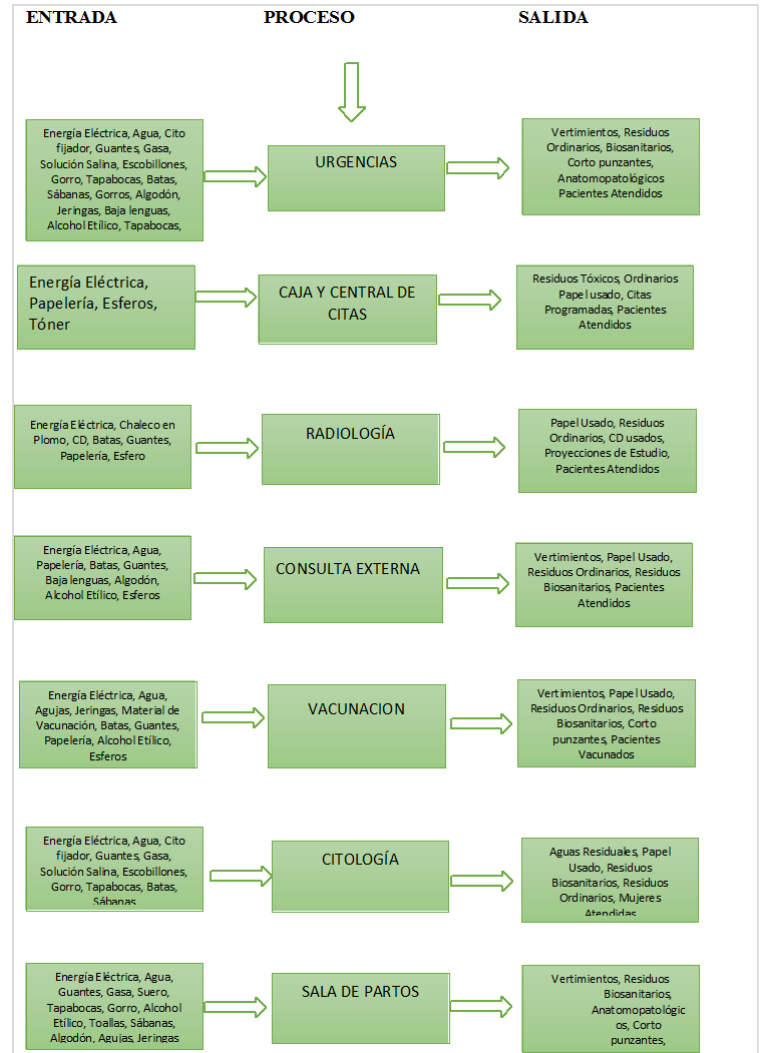 ENTRADA
PROCESO
SALIDA
Energía Eléctrica, Agua, Cito
fijador, Guantes, Gasa,
Solución Salina, Escobillones,
Gorro, Tapabocas, Batas,
Sábanas, Gorros, Algodón,
Jeringas, Baja lenguas,
Alcohol Etílico, Tapabocas,
URGENCIAS
Vertimientos, Residuos
Ordinarios, Biosanitarios,
Corto punzantes,
Anatomopatológicos
Pacientes Atendidos
Energía Eléctrica,
Papelería, Esferos,
Tóner
CAJA Y CENTRAL DE
CITAS
Residuos Tóxicos, Ordinarios
Papel usado, Citas
Programadas, Pacientes
Atendidos
Energía Eléctrica, Chaleco en
Plomo, CD, Batas, Guantes,
Papelería, Esfero
RADIOLOGÍA
Papel Usado, Residuos
Ordinarios, CD usados,
Proyecciones de Estudio,
Pacientes Atendidos
Energía Eléctrica, Agua,
Papelería, Batas, Guantes,
Baja lenguas, Algodón,
Alcohol Etílico, Esferos
CONSULTA EXTERNA
Vertimientos, Papel Usado,
Residuos Ordinarios, Residuos
Biosanitarios, Pacientes
Atendidos
Energía Eléctrica, Agua,
Agujas, Jeringas, Material de
Vacunación, Batas, Guantes,
Papelería, Alcohol Etílico,
Esferos
VACUNACION
Vertimientos, Papel Usado,
Residuos Ordinarios, Residuos
Biosanitarios, Corto
punzantes, Pacientes
Vacunados
Energía Eléctrica, Agua, Cito
fijador, Guantes, Gasa,
Solución Salina, Escobillones,
Gorro, Tapabocas, Batas,
Sábanas
CITOLOGÍA
Aguas Residuales, Papel
Usado, Residuos
Biosanitarios, Residuos
Ordinarios, Mujeres
Atendidas
Energía Eléctrica, Agua,
Guantes, Gasa, Suero,
Tapabocas, Gorro, Alcohol
Etílico, Toallas, Sábanas,
Algodón, Agujas, Jeringas
SALA DE PARTOS
Vertimientos, Residuos
Biosanitarios,
Anatomopatológic
os, Corto
punzantes,